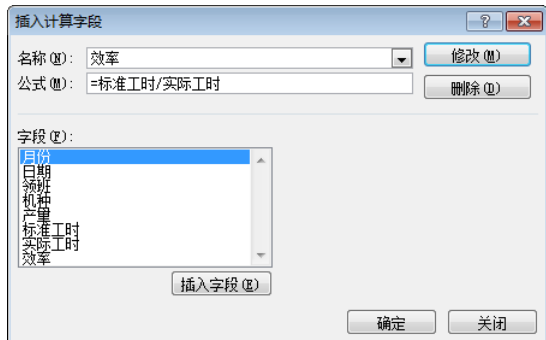 插入计算字段
名称(N): 效率 修改(M)
公式(M): =标准工时/实际工时 删除(D)
字段(F):
月份
日期
领班
机种
产量
标准工时
实际工时
效率
插入字段(E)
确定 关闭